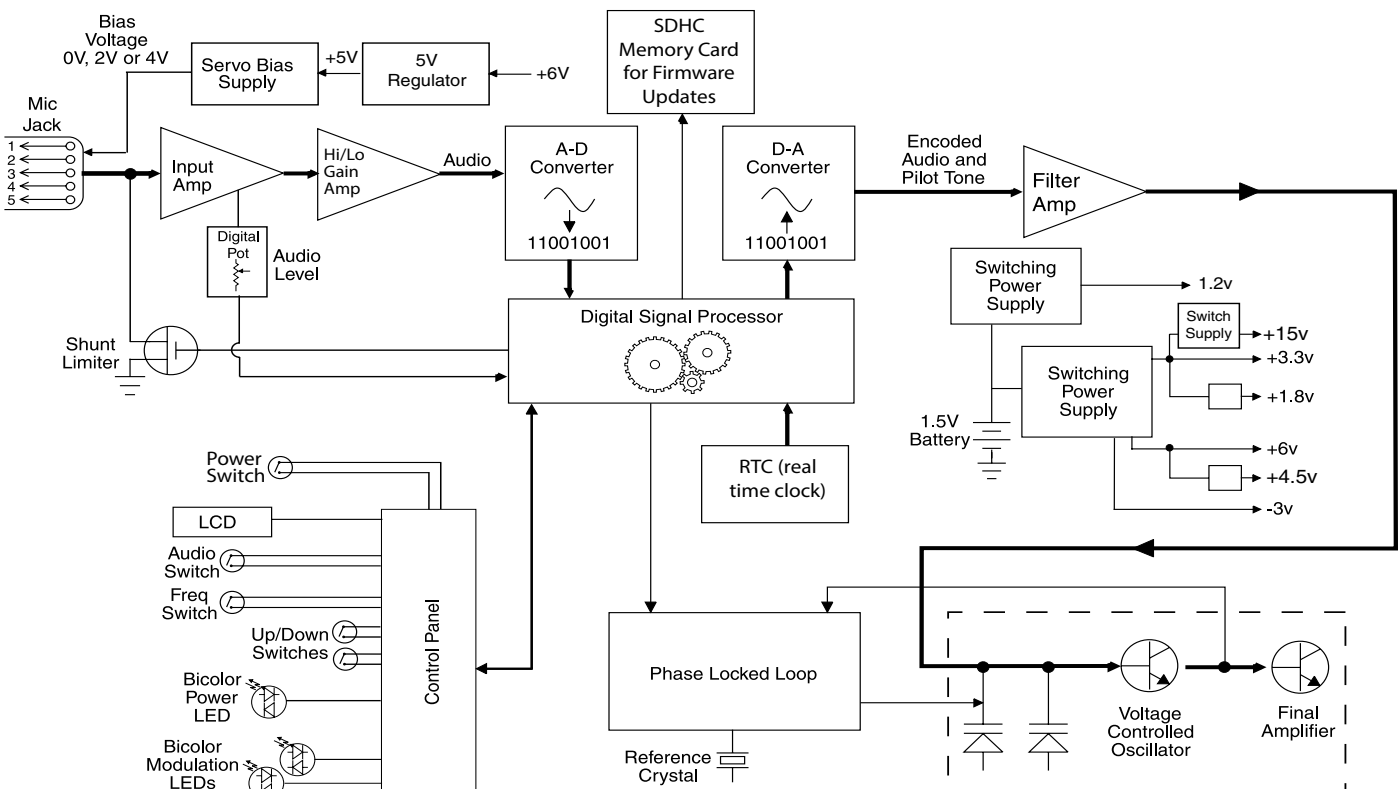 Bias
Voltage
0V, 2V or 4V
Servo Bias
Supply
+5V
5V
Regulator
+6V
SDHC
Memory Card
for Firmware
Updates
Mic
Jack
1
2
3
4
5
Input
Amp
Hi/Lo
Gain
Amp
Audio
A-D
Converter
11001001
D-A
Converter
11001001
Encoded
Audio and
Pilot Tone
Filter
Amp
Digital
Pot
Audio
Level
Shunt
Limiter
Digital Signal Processor
Switching
Power
Supply
1.2v
Switch
Supply
+15v
+3.3v
Switching
Power
Supply
+1.8v
1.5V
Battery
+6v
+4.5v
-3v
RTC (real
time clock)
Power
Switch
LCD
Audio
Switch
Freq
Switch
Up/Down
Switches
Bicolor
Power
LED
Bicolor
Modulation
LEDs
Control Panel
Phase Locked Loop
Reference
Crystal
Voltage
Controlled
Oscillator
Final
Amplifier